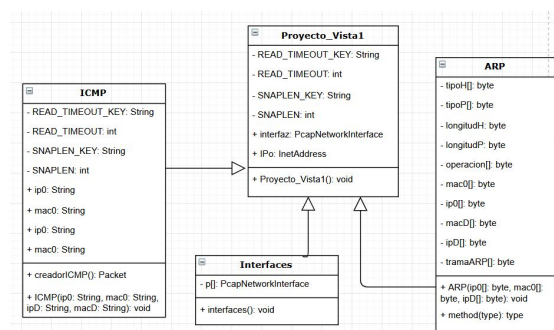 Proyecto_Vista1
- READ_TIMEOUT_KEY: String
- READ_TIMEOUT: int
- SNAPLEN_KEY: String
- SNAPLEN: int
+ interfaz: PcapNetworkInterface
+ IPo: InetAddress
+ Proyecto_Vista1(): void
ICMP
- READ_TIMEOUT_KEY: String
- READ_TIMEOUT: int
- SNAPLEN_KEY: String
- SNAPLEN: int
+ ip0: String
+ mac0: String
+ ip0: String
+ mac0: String
+ creadorICMP(): Packet
+ ICMP(ip0: String, mac0: String,
ipD: String, macD: String): void
Interfaces
- p[]: PcapNetworkInterface
+ interfaces(): void
ARP
- tipoH[]: byte
- tipoP[]: byte
- longitudH: byte
- longitudP: byte
- operacion[]: byte
- mac0[]: byte
- ip0[]: byte
- macD[]: byte
- ipD[]: byte
- tramaARP[]: byte
+ ARP(ip0[]: byte, mac0[]:
byte, ipD[]: byte): void
+ method(type): type